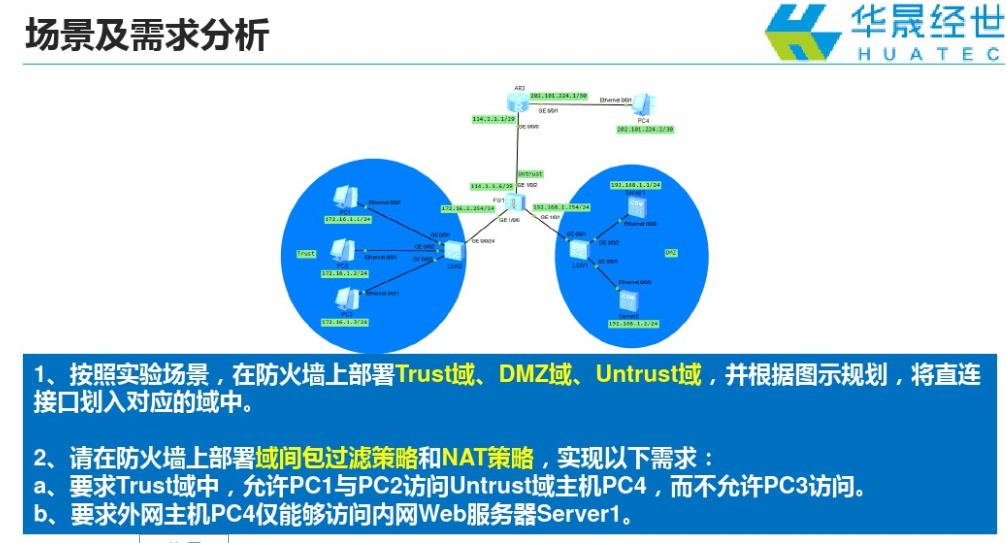 场景及需求分析
华晟经世
HUATEC
AR2
202.101.224.1/30
Ethernet 0/0/1
GE 0/0/1
PC4
202.101.224.2/30
114.1.1.1/29
GE 0/0/0
Untrust
114.1.1.6/29
GE 1/0/2
FW1
172.16.1.254/24
192.168.1.254/24
GE 1/0/0
GE 1/0/1
192.168.1.1/24
Server1
Ethernet 0/0/0
PC1
Ethernet 0/0/1
172.16.1.1/24
GE 0/0/1
GE 0/0/24
GE 0/0/1
GE 0/0/2
GE 0/0/2
Trust
Ethernet 0/0/1
GE 0/0/3
LSW1
GE 0/0/3
DMZ
172.16.1.2/24
Ethernet 0/0/1
Ethernet 0/0/0
172.16.1.3/24
Server2
192.168.1.2/24
1、按照实验场景，在防火墙上部署Trust域、DMZ域、Untrust域，并根据图示规划，将直连
接口划入对应的域中。
2、请在防火墙上部署域间包过滤策略和NAT策略，实现以下需求：
a、要求Trust域中，允许PC1与PC2访问Untrust域主机PC4，而不允许PC3访问。
b、要求外网主机PC4仅能够访问内网Web服务器Server1。